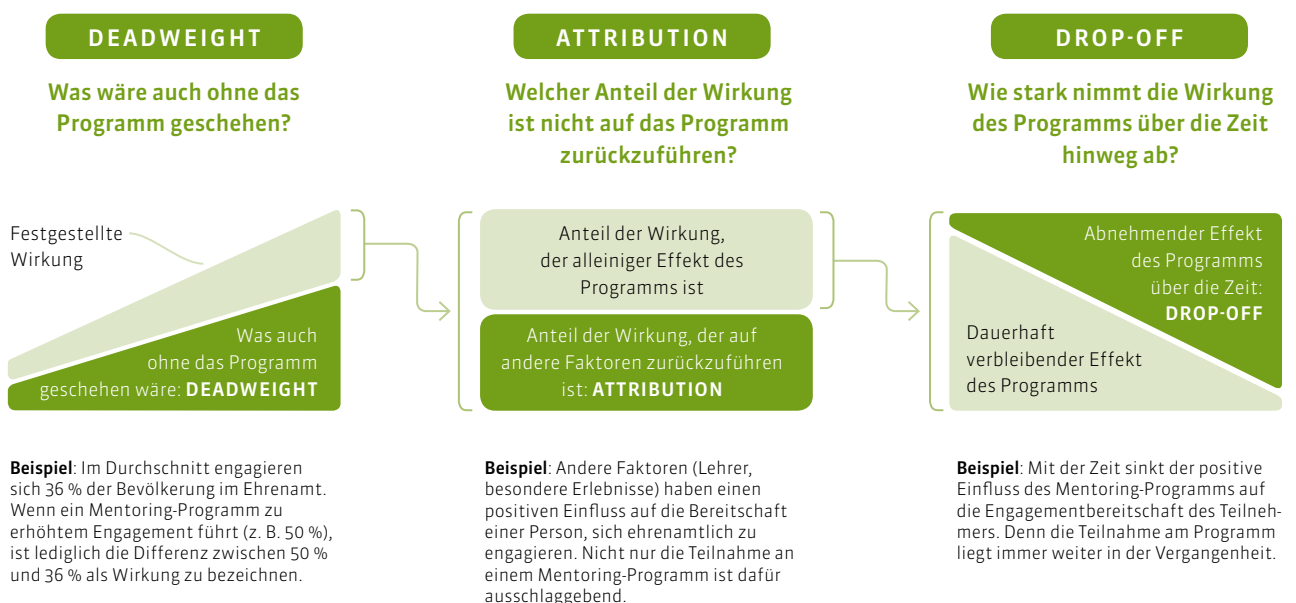 DEADWEIGHT
Was wäre auch ohne das
Programm geschehen?
Festgestellte
Wirkung
Was auch
ohne das Programm
geschehen wäre: DEADWEIGHT
Beispiel: Im Durchschnitt engagieren
sich 36 % der Bevölkerung im Ehrenamt.
Wenn ein Mentoring-Programm zu
erhöhtem Engagement führt (z. B. 50 %),
ist lediglich die Differenz zwischen 50 %
und 36 % als Wirkung zu bezeichnen.
ATTRIBUTION
Welcher Anteil der Wirkung
ist nicht auf das Programm
zurückzuführen?
Anteil der Wirkung,
der alleiniger Effekt des
Programms ist
Anteil der Wirkung, der auf
andere Faktoren zurückzuführen
ist: ATTRIBUTION
Beispiel: Andere Faktoren (Lehrer,
besondere Erlebnisse) haben einen
positiven Einfluss auf die Bereitschaft
einer Person, sich ehrenamtlich zu
engagieren. Nicht nur die Teilnahme an
einem Mentoring-Programm ist dafür
ausschlaggebend.
DROP-OFF
Wie stark nimmt die Wirkung
des Programms über die Zeit
hinweg ab?
Abnehmender Effekt
des Programms
über die Zeit:
DROP-OFF
Dauerhaft
verbleibender Effekt
des Programms
Beispiel: Mit der Zeit sinkt der positive
Einfluss des Mentoring-Programms auf
die Engagementbereitschaft des Teilneh-
mers. Denn die Teilnahme am Programm
liegt immer weiter in der Vergangenheit.